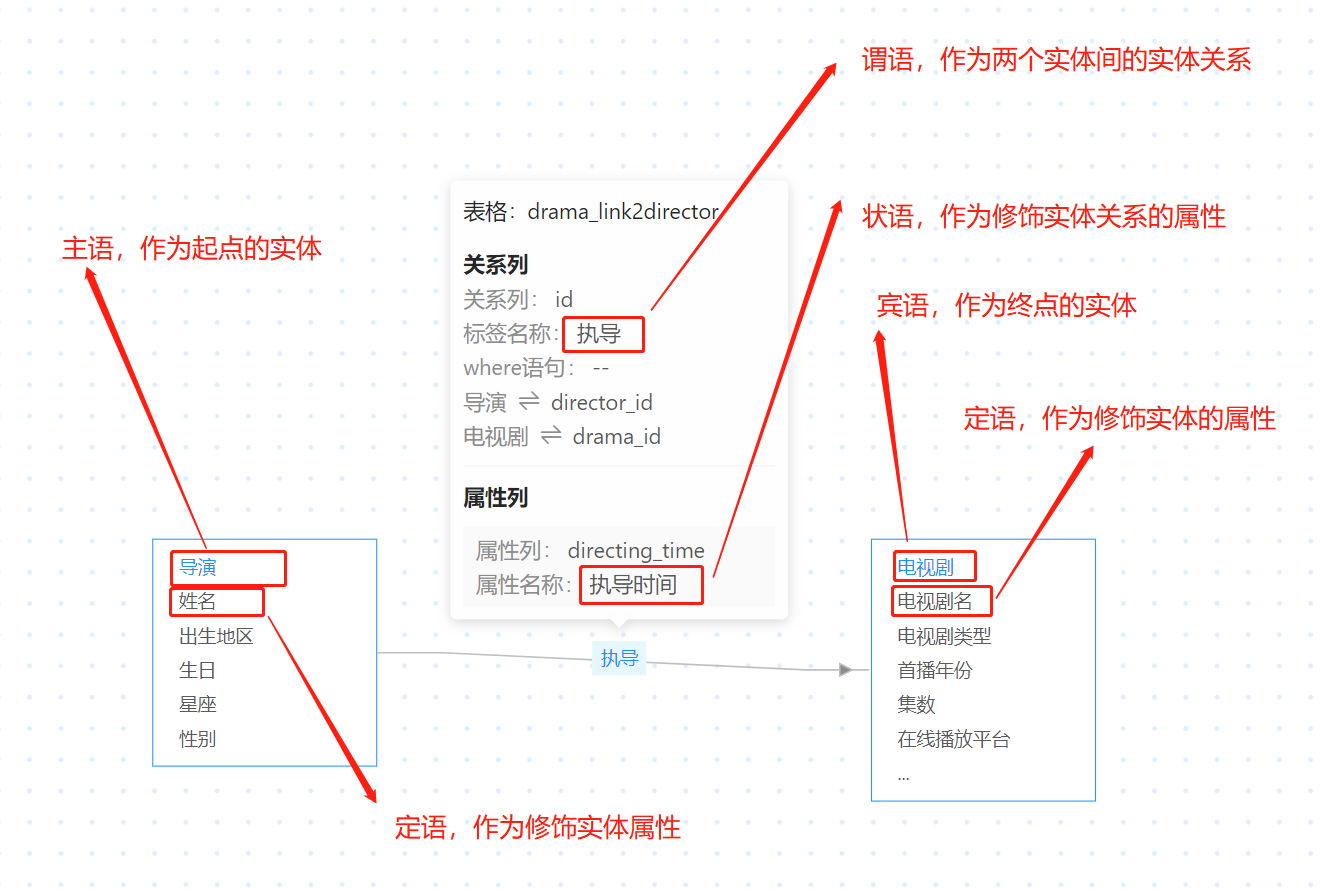 谓语，作为两个实体间的实体关系
表格：drama_link2director
状语，作为修饰实体关系的属性
主语，作为起点的实体
关系列
关系列： id
宾语，作为终点的实体
标签名称： 执导
where语句： --
导演 ⇌ director_id
定语，作为修饰实体的属性
电视剧 ⇌ drama_id
属性列
属性列： directing_time
属性名称： 执导时间
导演
姓名
出生地区
生日
星座
性别
执导
电视剧
电视剧名
电视剧类型
首播年份
集数
在线播放平台
...
定语，作为修饰实体属性